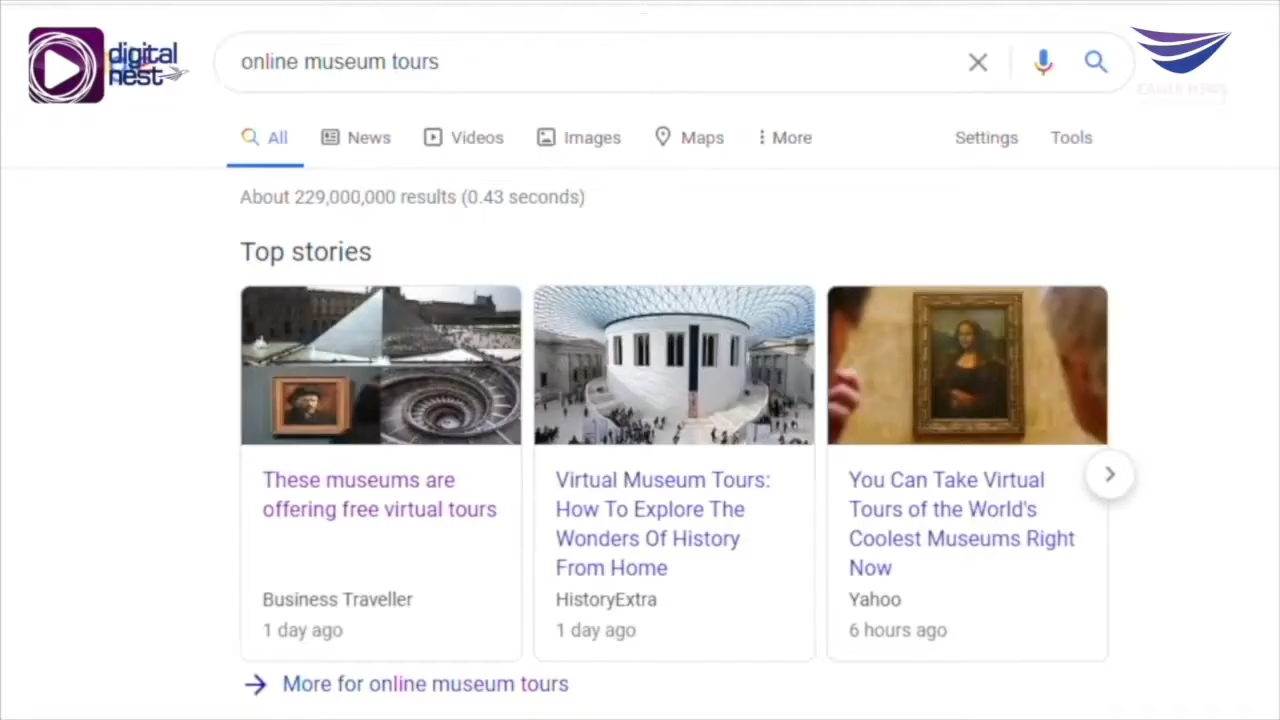 digital
nest
online museum tours
EAGLE NEWS
All
News
Videos
Images
Maps
More
Settings
Tools
About 229,000,000 results (0.43 seconds)
Top stories
These museums are
offering free virtual tours
Business Traveller
1 day ago
Virtual Museum Tours:
How To Explore The
Wonders Of History
From Home
HistoryExtra
1 day ago
You Can Take Virtual
Tours of the World's
Coolest Museums Right
Now
Yahoo
6 hours ago
More for online museum tours